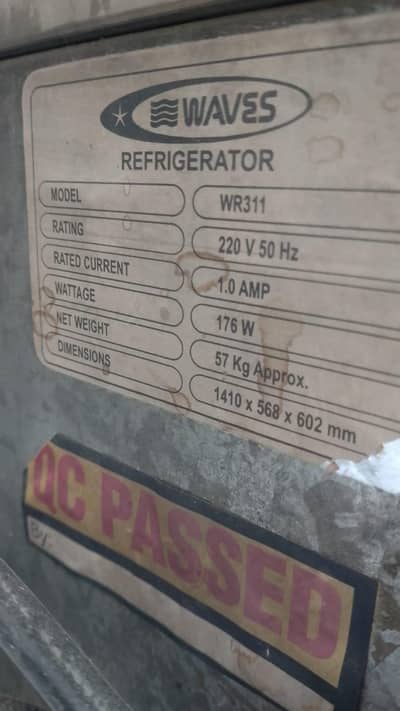 WAVES
REFRIGERATOR
MODEL WR311
RATING 220 V 50 Hz
RATED CURRENT 1.0 AMP
WATTAGE 176 W
NET WEIGHT 57 Kg Approx.
DIMENSIONS 1410 x 568 x 602 mm
QC PASSED